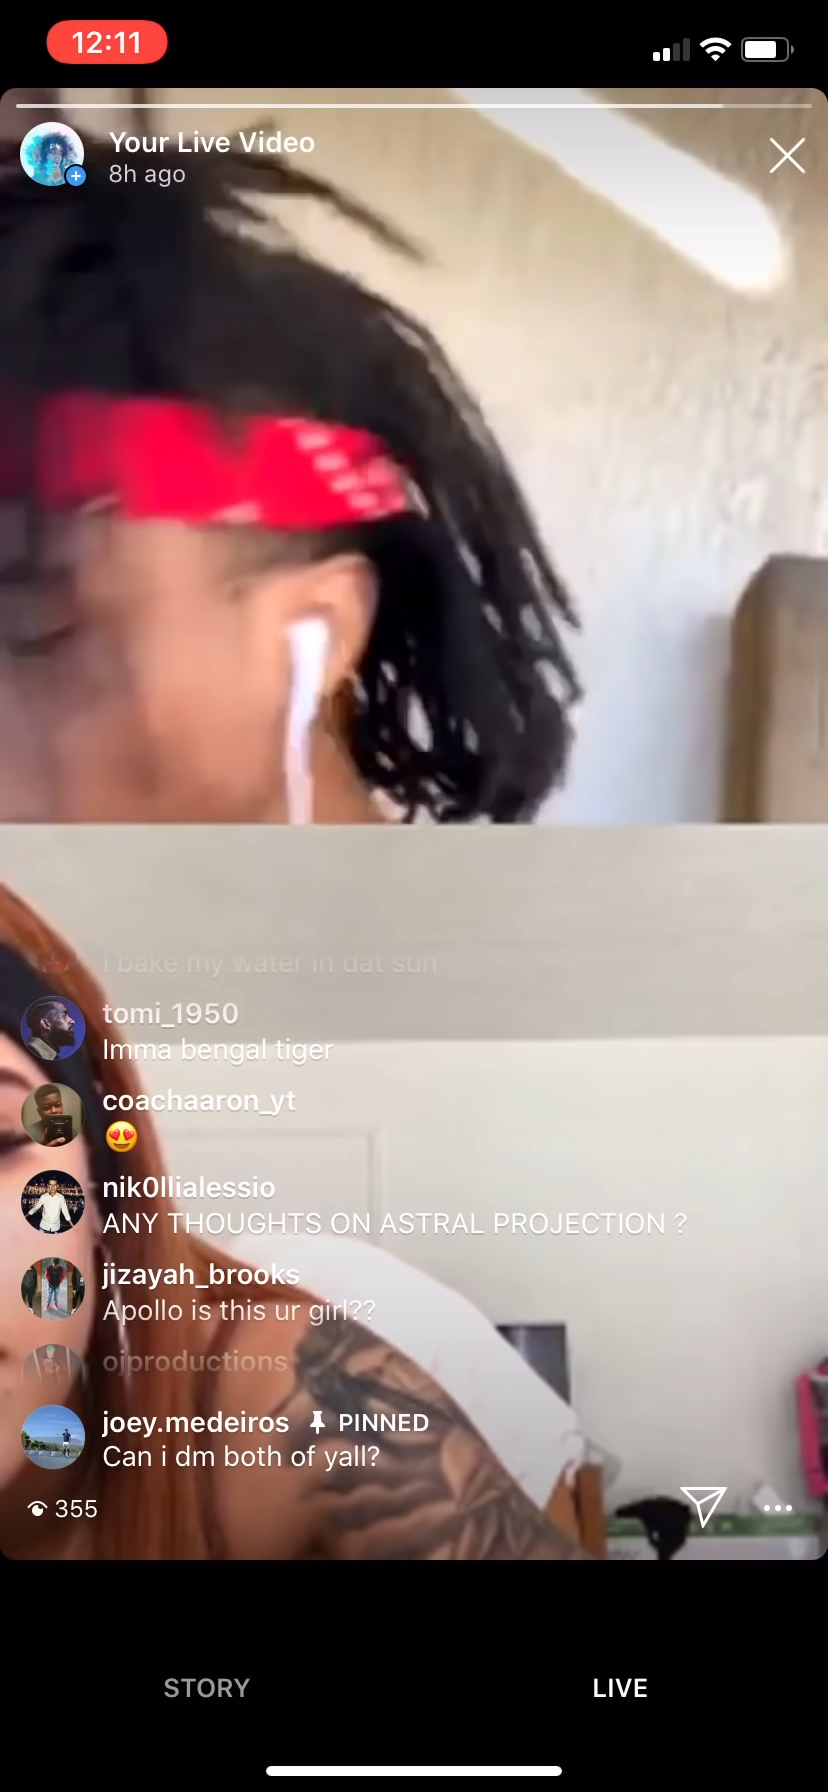 12:11
Your Live Video
8h ago
I bake my water in dat sun
tomi_1950
Imma bengal tiger
coachaaron_yt
😍
nik0llialessio
ANY THOUGHTS ON ASTRAL PROJECTION ?
jizayah_brooks
Apollo is this ur girl??
ojproductions
joey.medeiros PINNED
Can i dm both of yall?
355
STORY LIVE